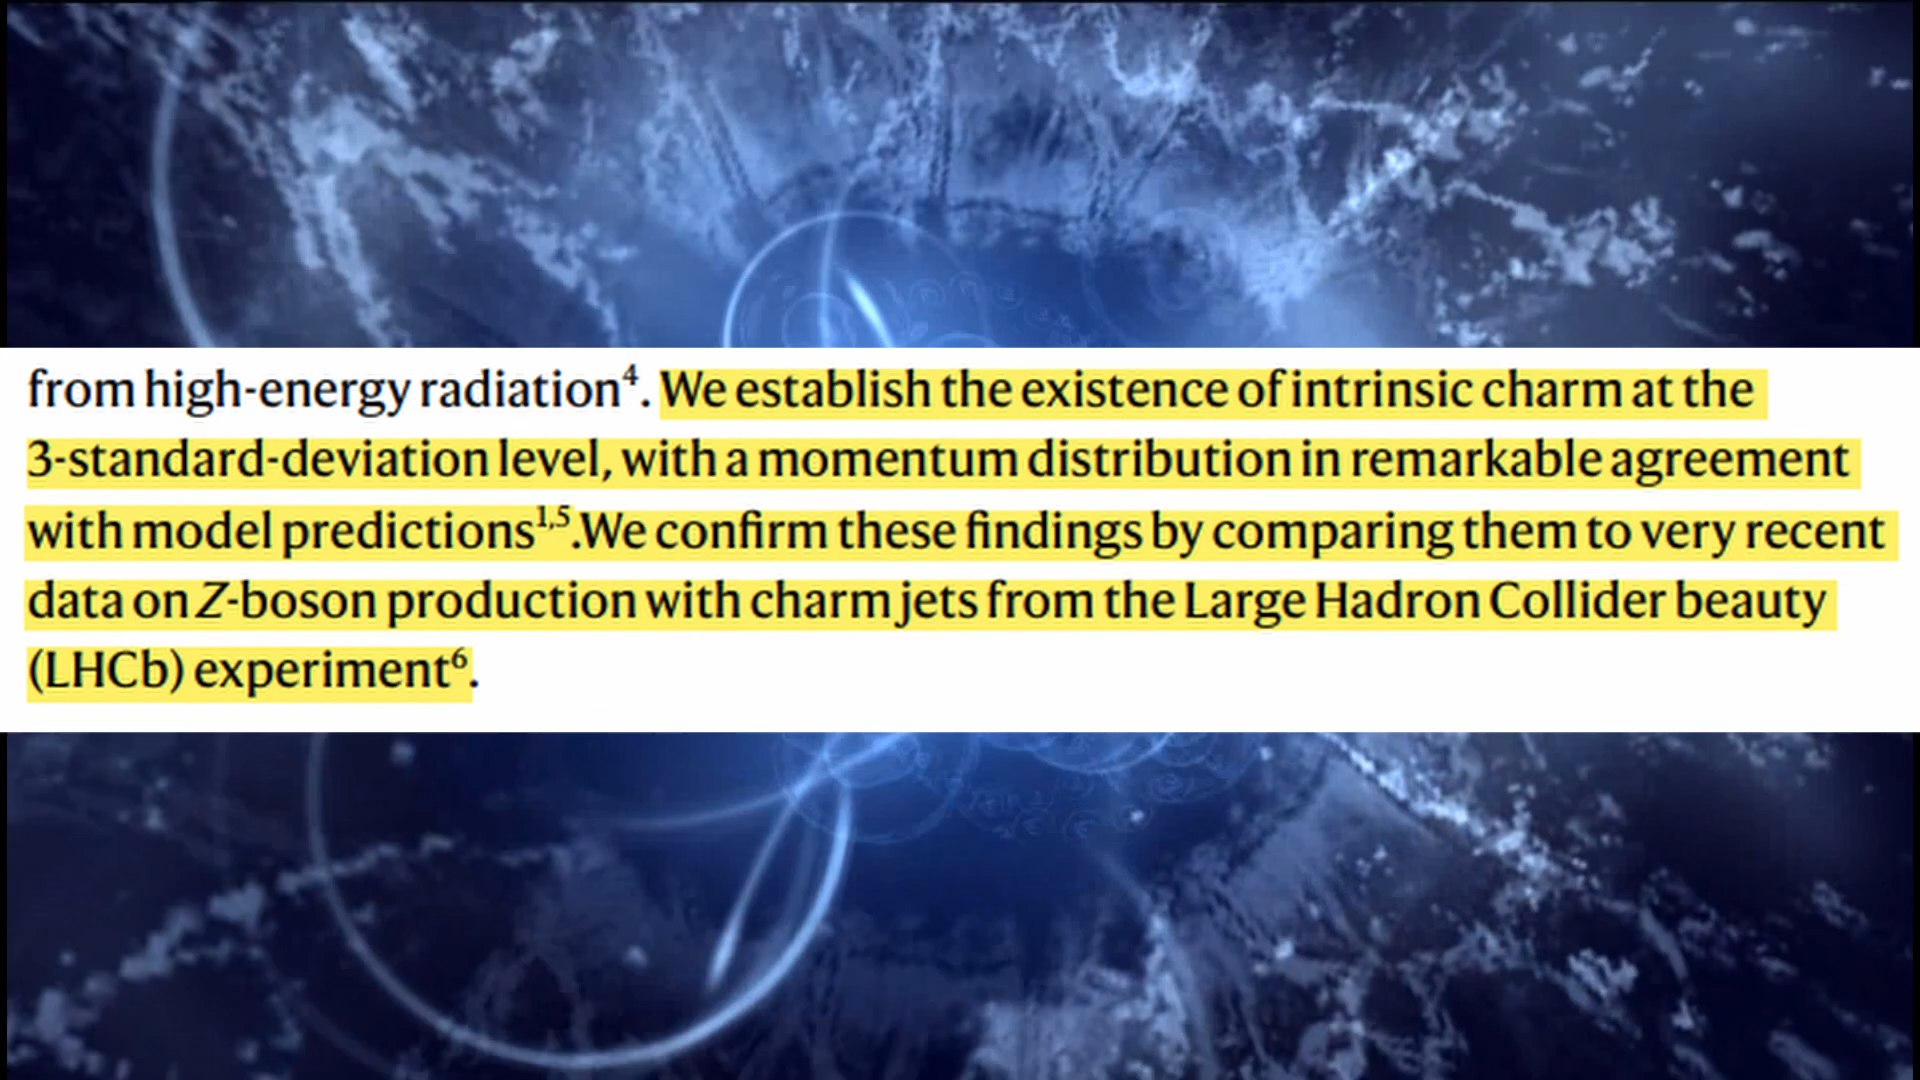 from high-energy radiation⁴. We establish the existence of intrinsic charm at the
3-standard-deviation level, with a momentum distribution in remarkable agreement
with model predictions¹,⁵.We confirm these findings by comparing them to very recent
data on Z-boson production with charm jets from the Large Hadron Collider beauty
(LHCb) experiment⁶.